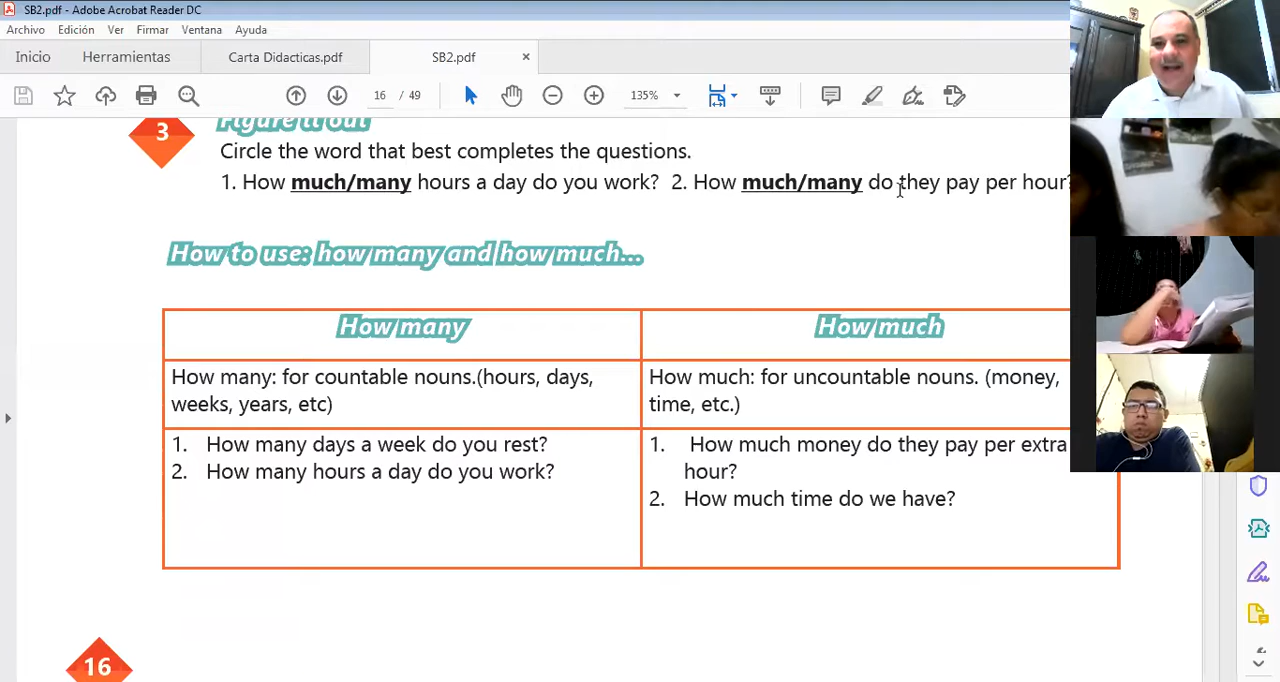 SB2.pdf - Adobe Acrobat Reader DC
Archivo Edición Ver Firmar Ventana Ayuda
Inicio Herramientas Carta Didacticas.pdf SB2.pdf ×
16 / 49 135%
3 Figure it out
Circle the word that best completes the questions.
1. How much/many hours a day do you work? 2. How much/many do they pay per hour?
How to use: how many and how much...
How many
How much
How many: for countable nouns.(hours, days,
weeks, years, etc)
How much: for uncountable nouns. (money,
time, etc.)
1. How many days a week do you rest?
2. How many hours a day do you work?
1. How much money do they pay per extra
hour?
2. How much time do we have?
16